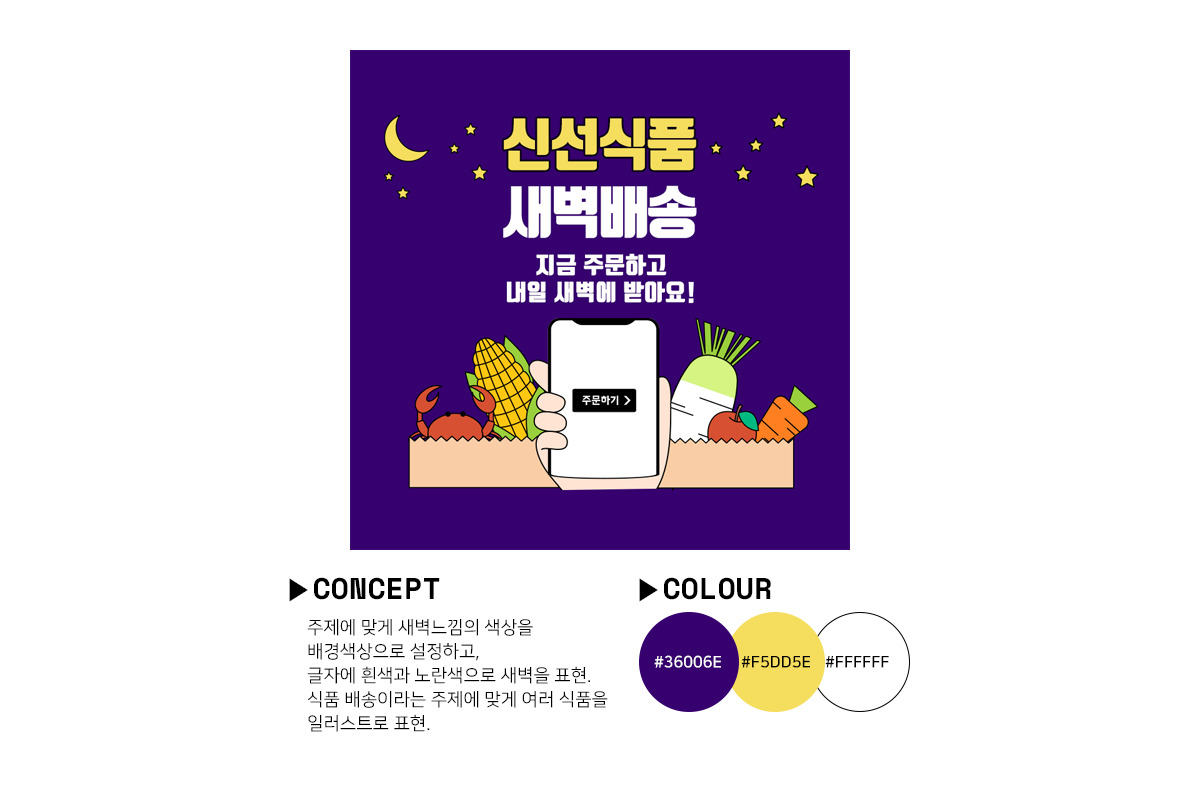 신선식품
새벽배송
지금 주문하고
내일 새벽에 받아요!
주문하기 >
▶CONCEPT
주제에 맞게 새벽느낌의 색상을
배경색상으로 설정하고,
글자에 흰색과 노란색으로 새벽을 표현.
식품 배송이라는 주제에 맞게 여러 식품을
일러스트로 표현.
▶COLOUR
#36006E
#F5DD5E
#FFFFFF